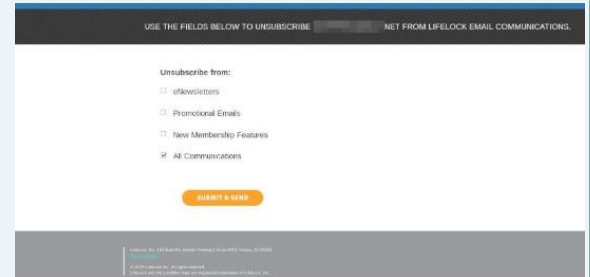 USE THE FIELDS BELOW TO UNSUBSCRIBE NET FROM LIFELOCK EMAIL COMMUNICATIONS.
Unsubscribe from:
eNewsletters
Promotional Emails
New Membership Features
All Communications
SUBMIT & SEND